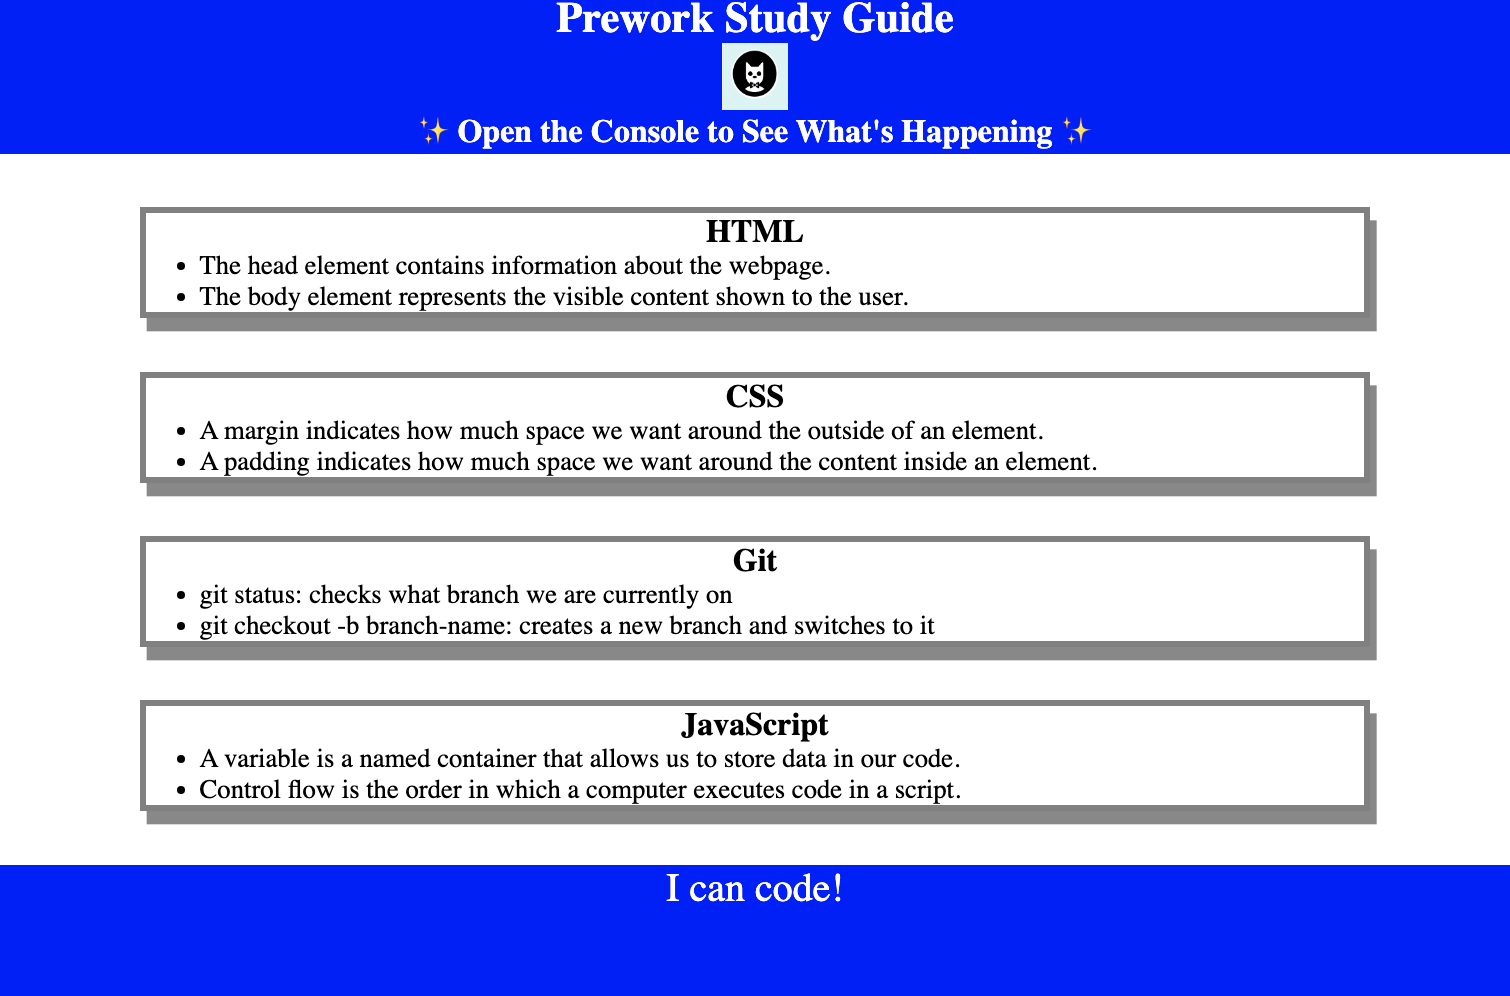 Prework Study Guide
✨ Open the Console to See What's Happening ✨
HTML
• The head element contains information about the webpage.
• The body element represents the visible content shown to the user.
CSS
• A margin indicates how much space we want around the outside of an element.
• A padding indicates how much space we want around the content inside an element.
Git
• git status: checks what branch we are currently on
• git checkout -b branch-name: creates a new branch and switches to it
JavaScript
• A variable is a named container that allows us to store data in our code.
• Control flow is the order in which a computer executes code in a script.
I can code!